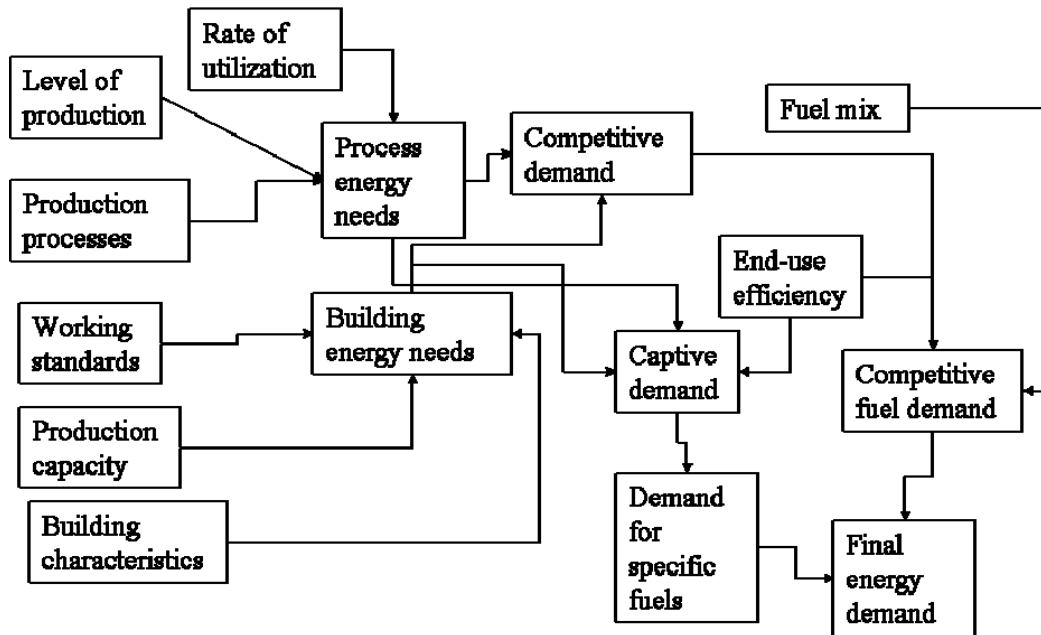 Rate of
utilization
Level of
production
Fuel mix
Process
energy
needs
Competitive
demand
Production
processes
End-use
efficiency
Working
standards
Building
energy needs
Captive
demand
Competitive
fuel demand
Production
capacity
Building
characteristics
Demand
for
specific
fuels
Final
energy
demand